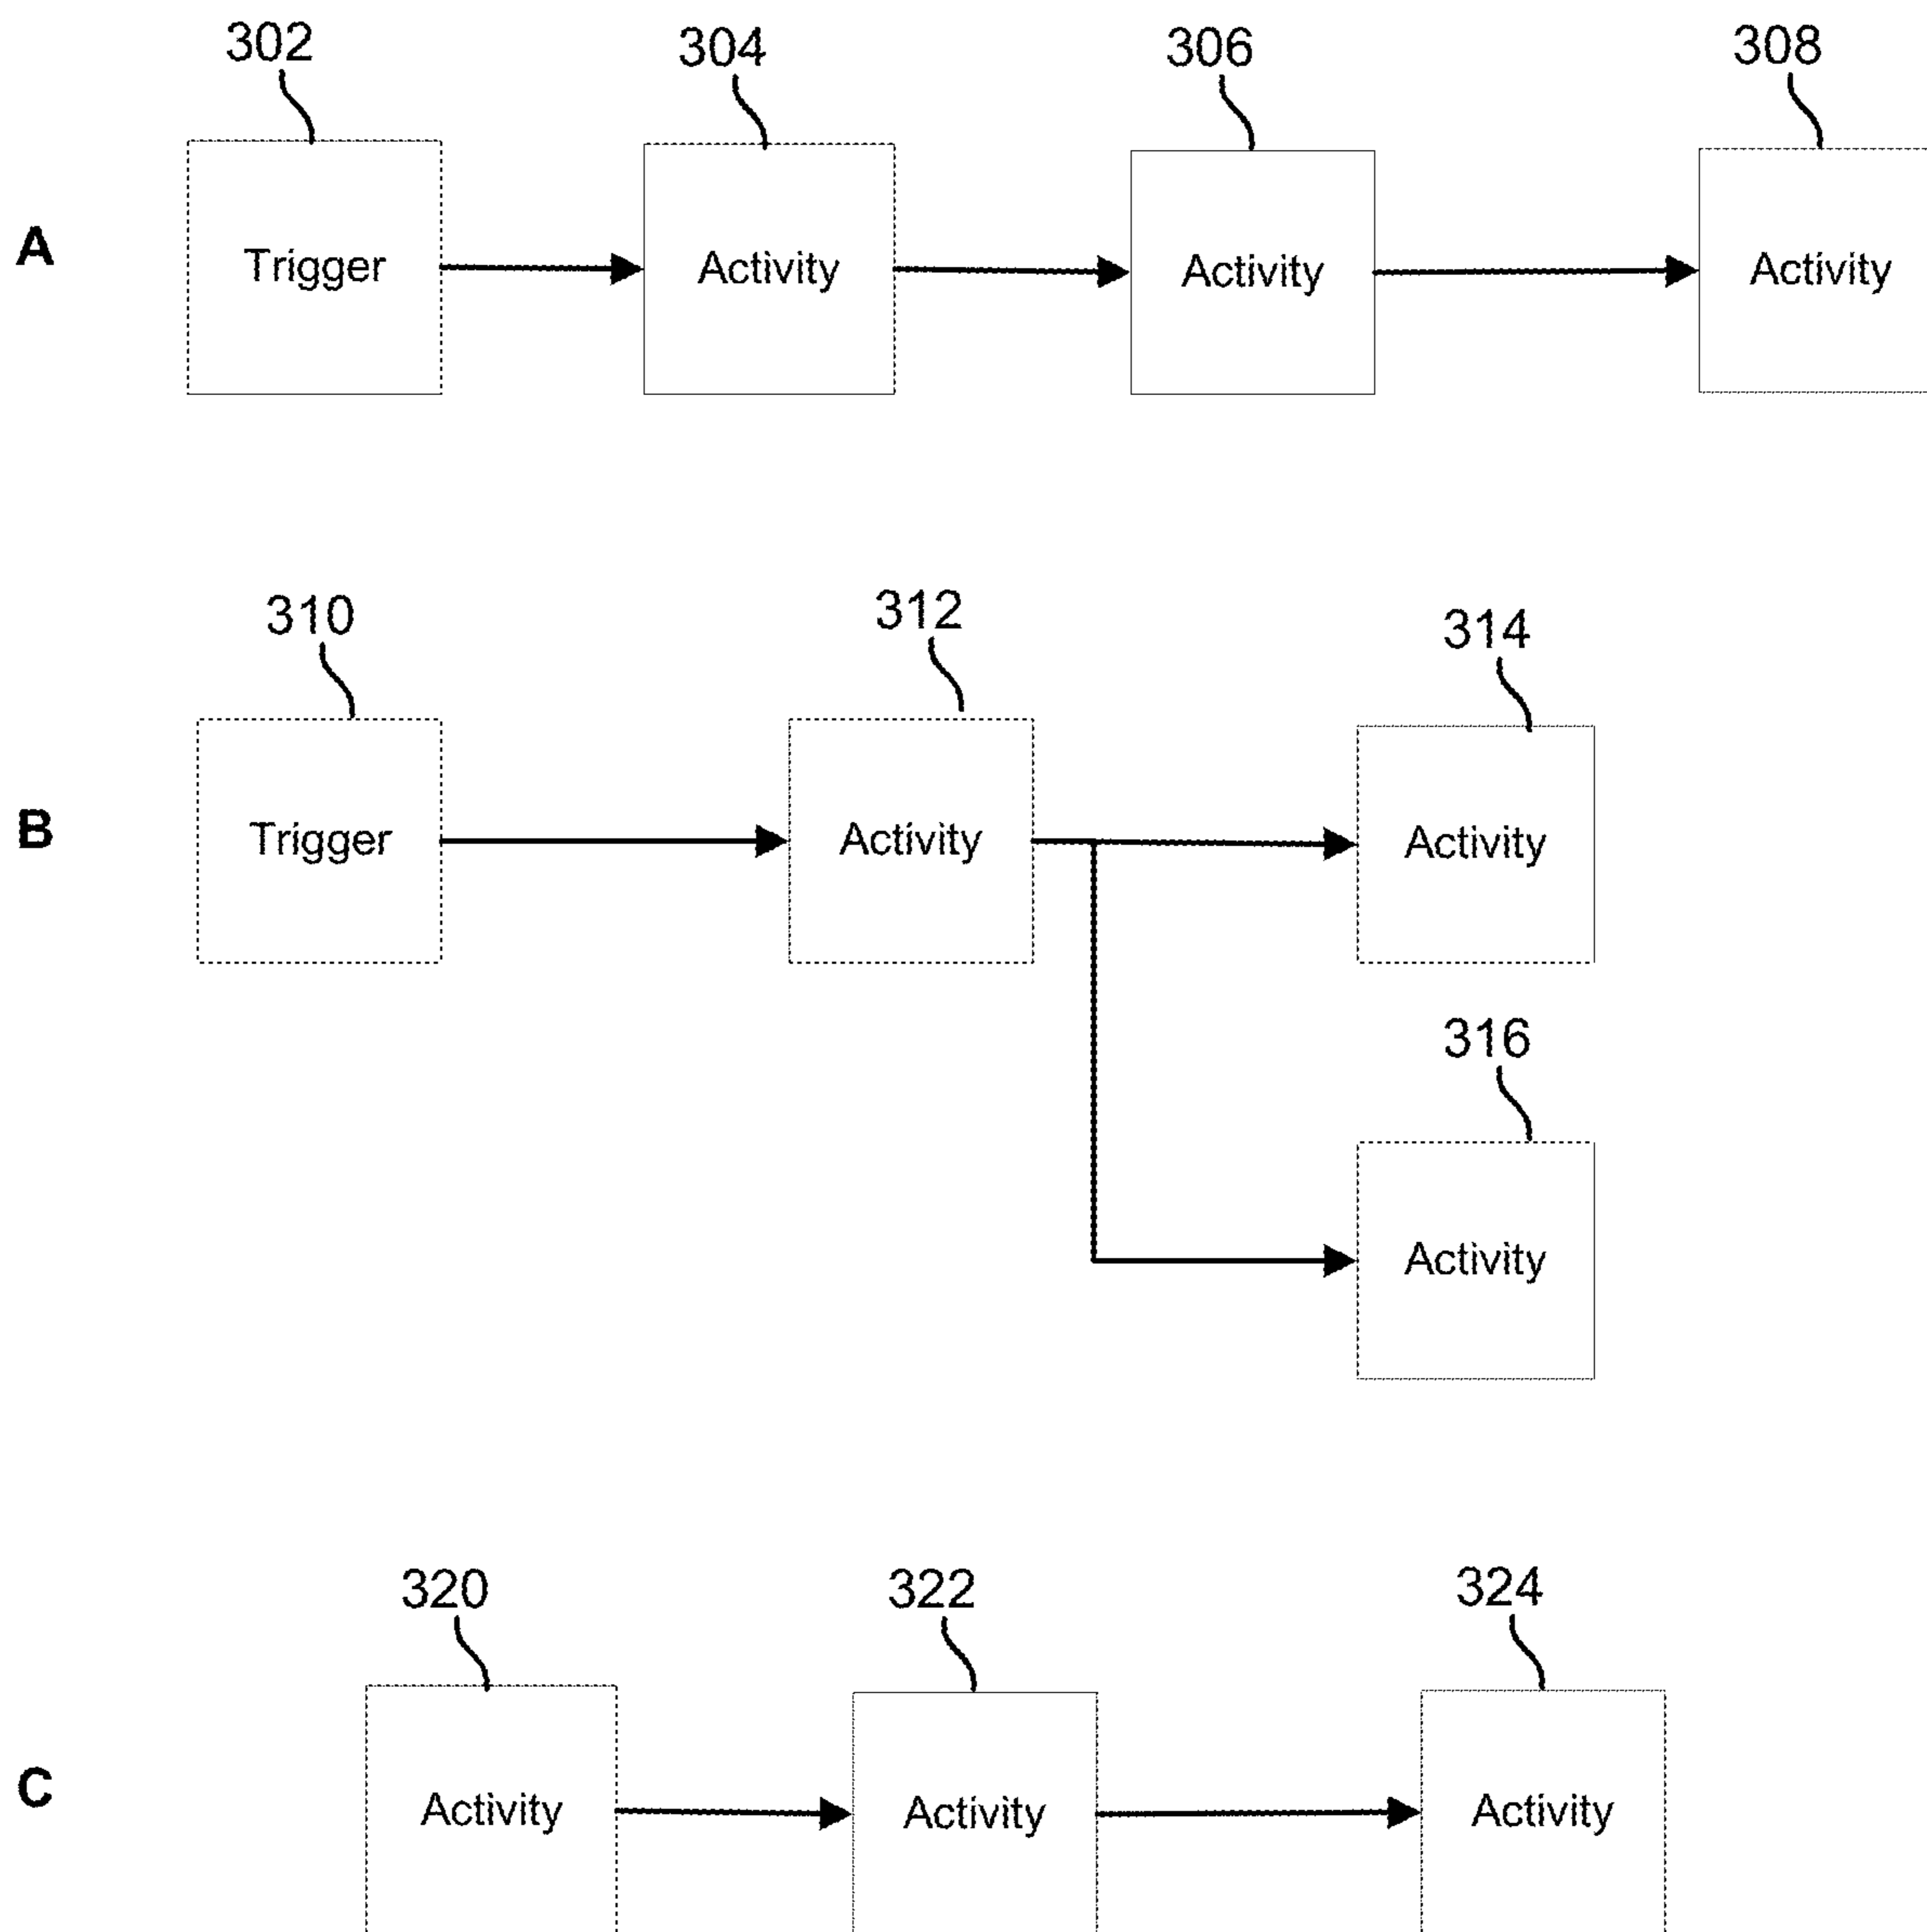 302 304 306 308
A Trigger Activity Activity Activity
310 312 314
B Trigger Activity Activity
316
Activity
320 322 324
C Activity Activity Activity